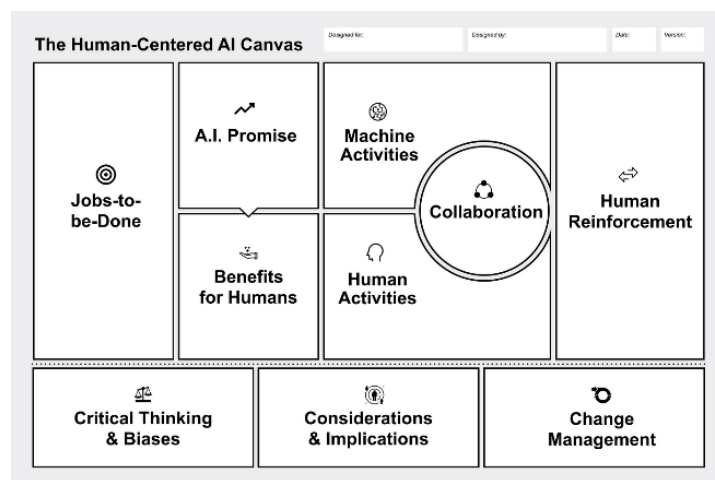 The Human-Centered AI Canvas
Designed for:
Designed by:
Date:
Version:
Jobs-to-
be-Done
A.I. Promise
Benefits
for Humans
Machine
Activities
Human
Activities
Collaboration
Human
Reinforcement
Critical Thinking
& Biases
Considerations
& Implications
Change
Management